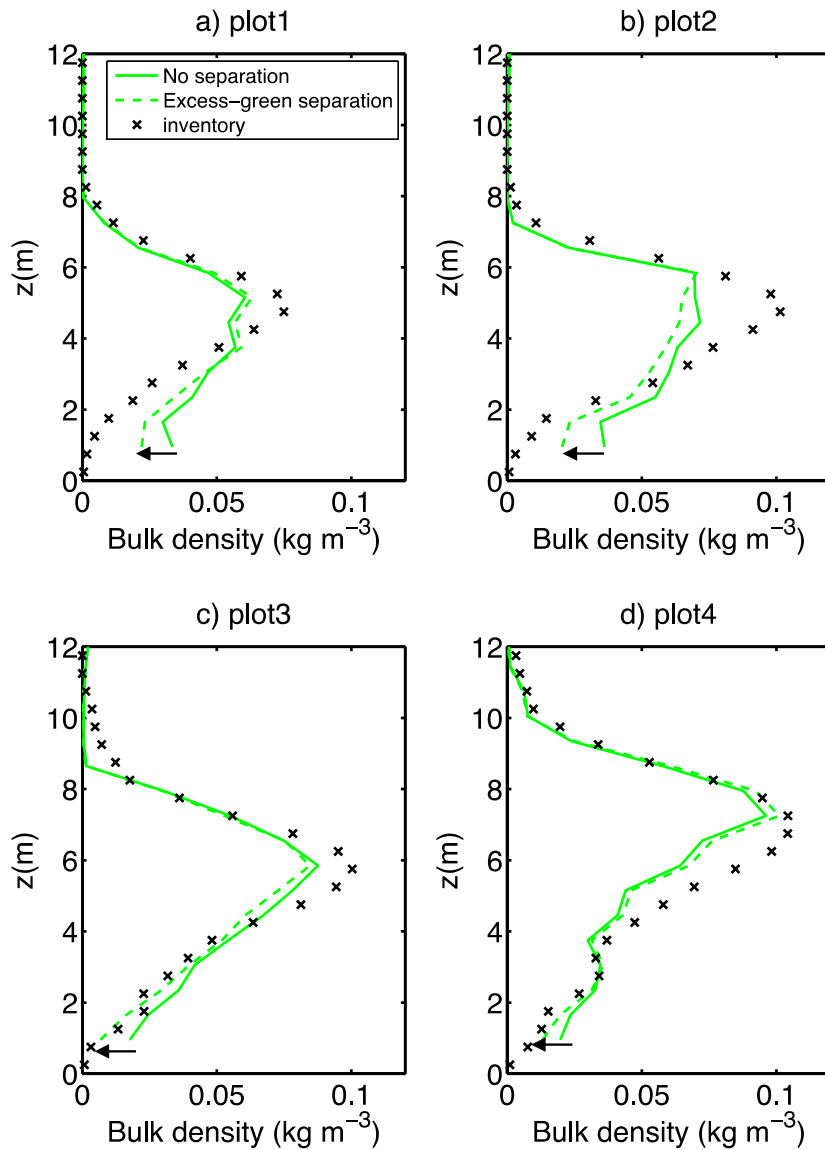 a) plot1
12
10
8
6
4
2
0
z(m)
No separation
Excess−green separation
inventory
0 0.05 0.1
Bulk density (kg m−3)
b) plot2
12
10
8
6
4
2
0
z(m)
0 0.05 0.1
Bulk density (kg m−3)
c) plot3
12
10
8
6
4
2
0
z(m)
0 0.05 0.1
Bulk density (kg m−3)
d) plot4
12
10
8
6
4
2
0
z(m)
0 0.05 0.1
Bulk density (kg m−3)